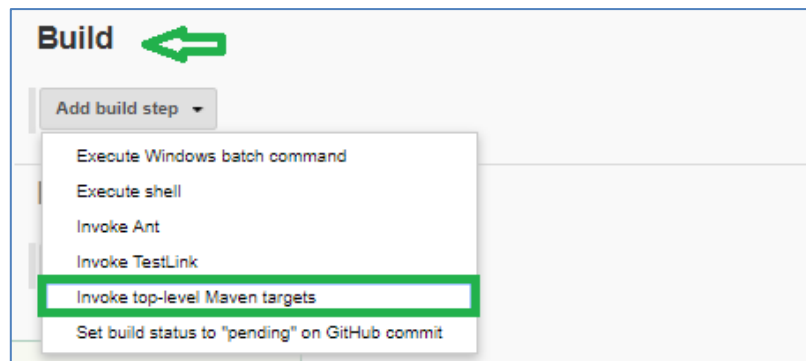 Build
Add build step
Execute Windows batch command
Execute shell
Invoke Ant
Invoke TestLink
Invoke top-level Maven targets
Set build status to "pending" on GitHub commit